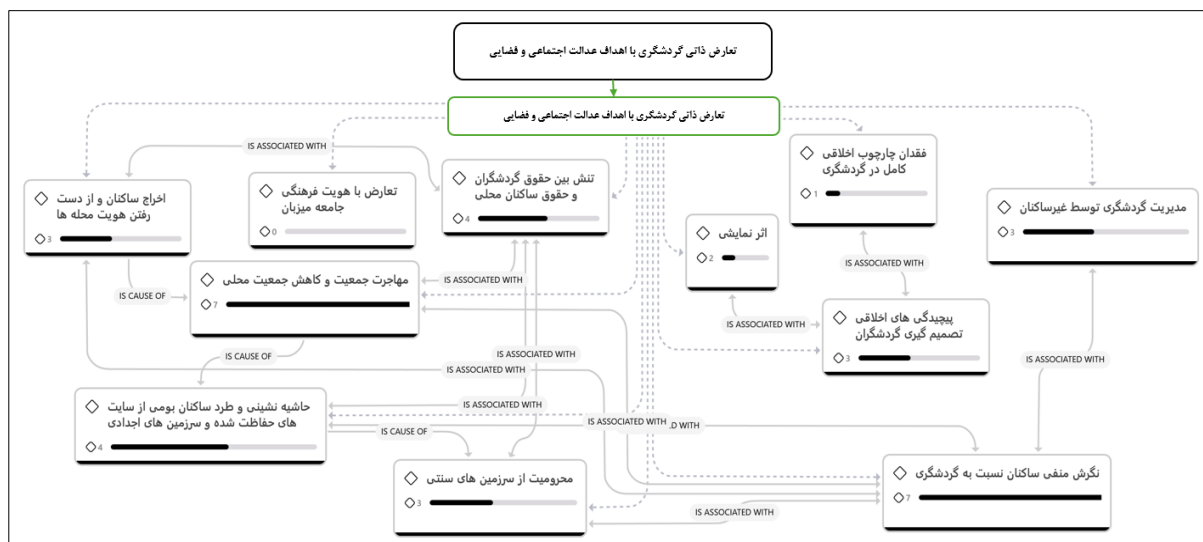 تعارض ذاتی گردشگری با اهداف عدالت اجتماعی و فضایی
تعارض ذاتی گردشگری با اهداف عدالت اجتماعی و فضایی
IS ASSOCIATED WITH
فقدان چارچوب اخلاقی
کامل در گردشگری
1
تنش بین حقوق گردشگران
و حقوق ساکنان محلی
4
تعارض با هویت فرهنگی
جامعه میزبان
0
اخراج ساکنان و از دست
رفتن هویت محله ها
3
مدیریت گردشگری توسط غیرساکنان
3
اثر نمایشی
2
IS ASSOCIATED WITH
مهاجرت جمعیت و کاهش جمعیت محلی
7
IS ASSOCIATED WITH
IS CAUSE OF
پیچیدگی های اخلاقی
تصمیم گیری گردشگران
3
IS ASSOCIATED WITH
IS CAUSE OF
IS ASSOCIATED WITH
IS ASSOCIATED WITH
IS ASSOCIATED WITH
حاشیه نشینی و طرد ساکنان بومی از سایت
های حفاظت شده و سرزمین های اجدادی
4
IS ASSOCIATED WITH
IS ASSOCIATED WITH
D WITH
IS CAUSE OF
محرومیت از سرزمین های سنتی
3
نگرش منفی ساکنان نسبت به گردشگری
7
IS ASSOCIATED WITH